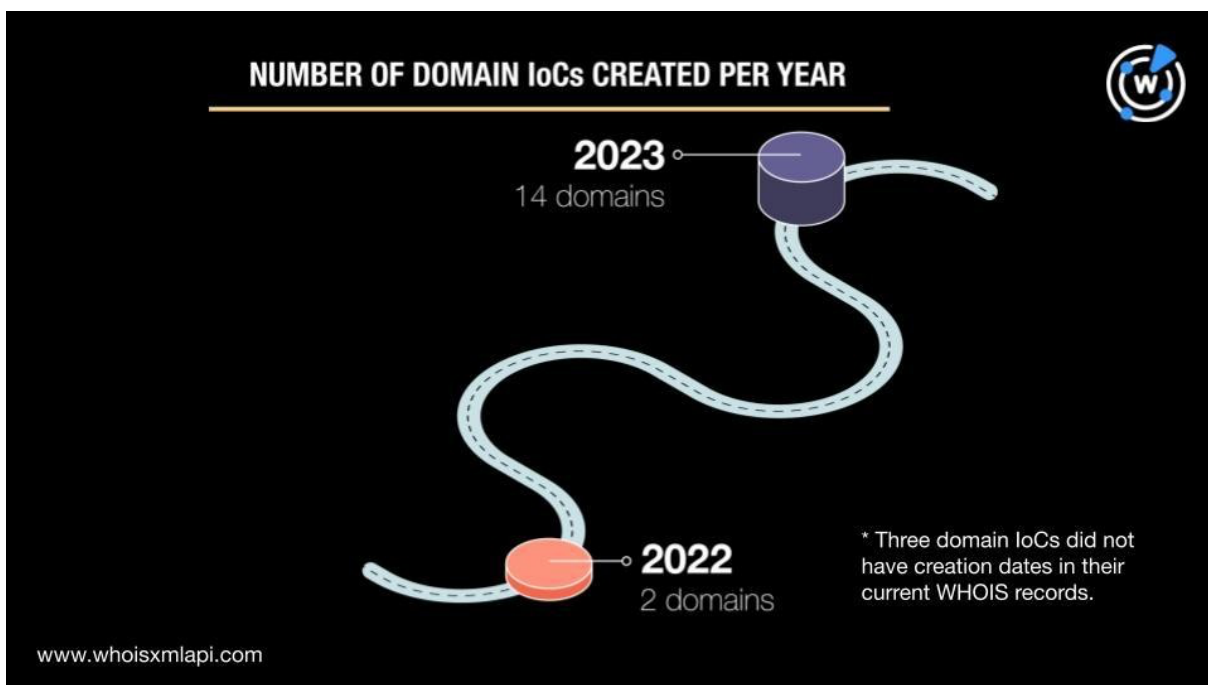 NUMBER OF DOMAIN IoCs CREATED PER YEAR
W
2023
14 domains
2022
2 domains
* Three domain IoCs did not
have creation dates in their
current WHOIS records.
www.whoisxmlapi.com